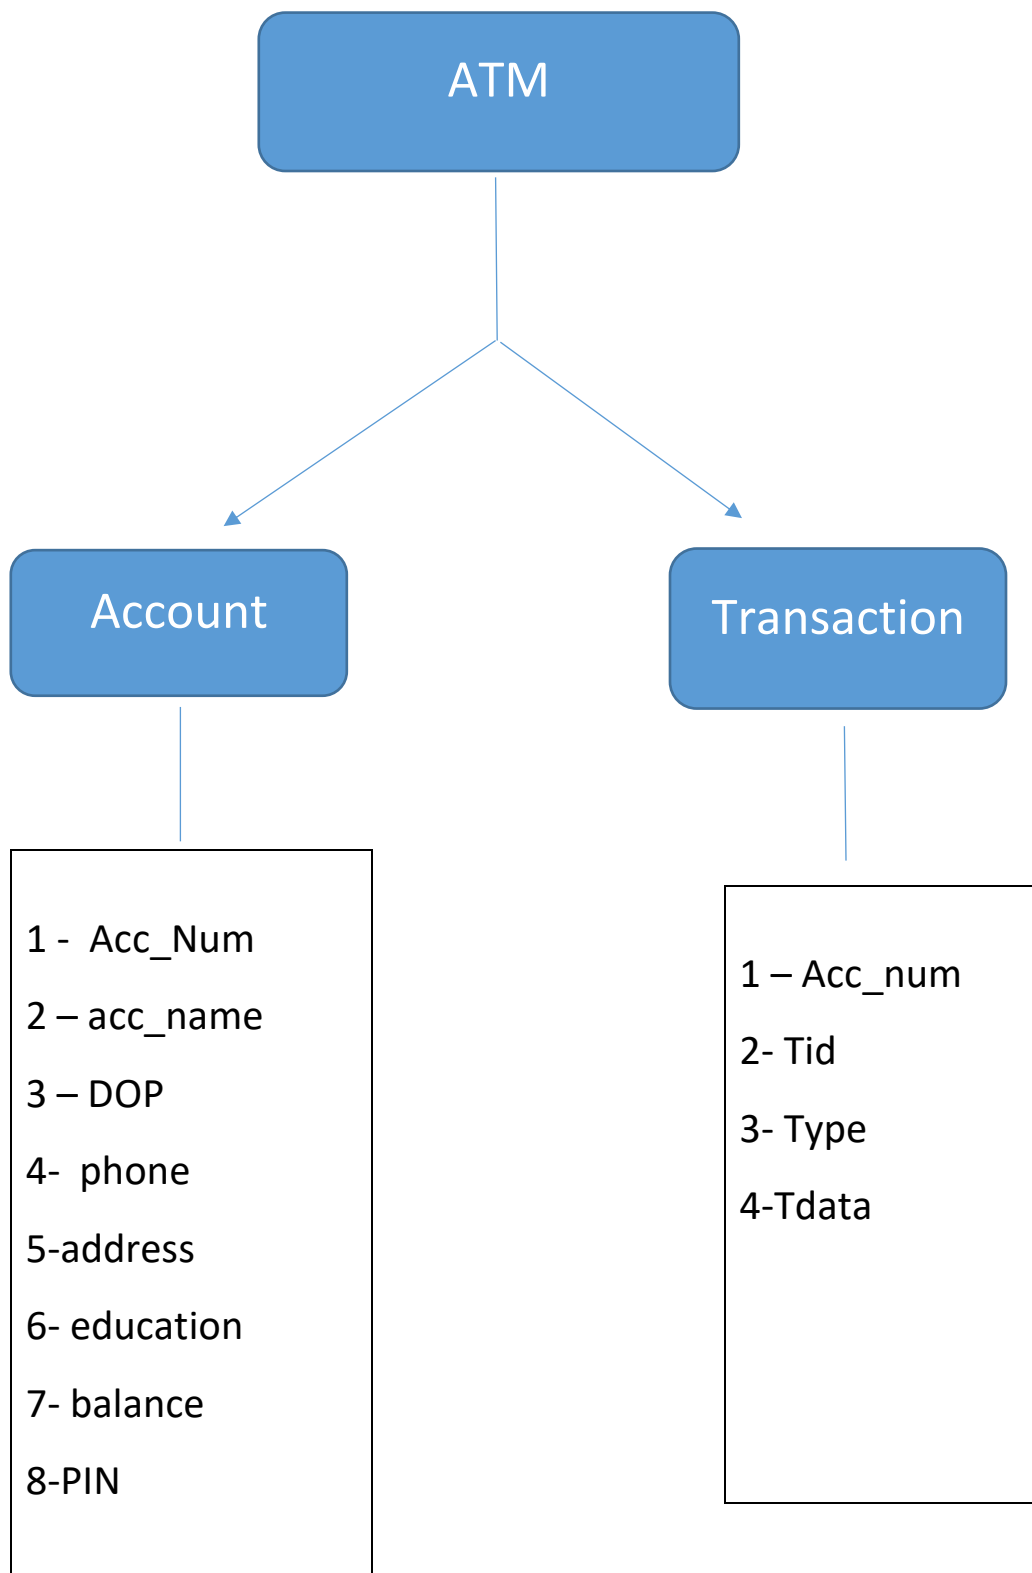 ATM
Account
Transaction
1 -  Acc_Num
2 – acc_name
3 – DOP
4-  phone
5-address
6- education
7- balance
8-PIN
1 – Acc_num
2- Tid
3- Type
4-Tdata